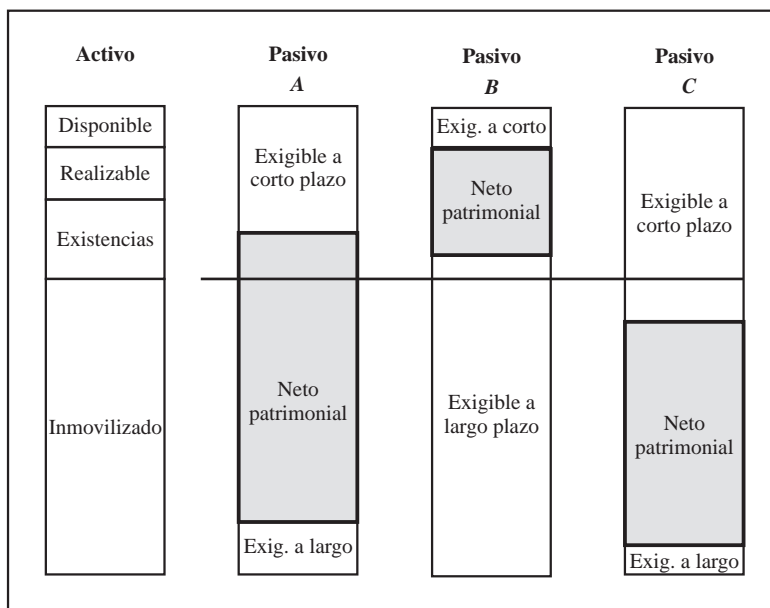 Activo
Disponible
Realizable
Existencias
Inmovilizado
Pasivo
A
Exigible a
corto plazo
Neto
patrimonial
Exig. a largo
Pasivo
B
Exig. a corto
Neto
patrimonial
Exigible a
largo plazo
Pasivo
C
Exigible a
corto plazo
Neto
patrimonial
Exig. a largo